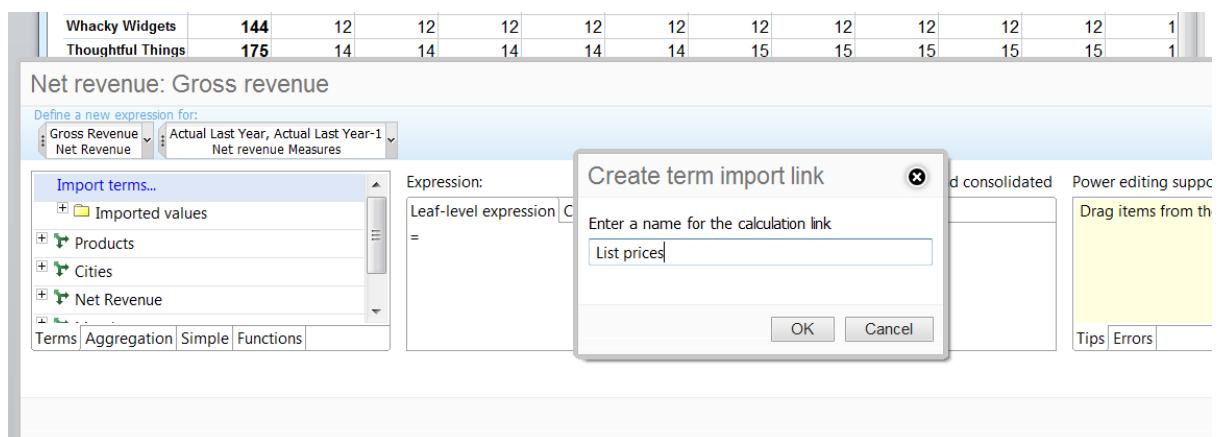 Whacky Widgets 144 12 12 12 12 12 12 12 12 12 12 1
Thoughtful Things 175 14 14 14 14 14 15 15 15 15 15 1
Net revenue: Gross revenue
Define a new expression for:
Gross Revenue
Net Revenue
Actual Last Year, Actual Last Year-1
Net revenue Measures
Import terms...
Imported values
Products
Cities
Net Revenue
Terms Aggregation Simple Functions
Expression:
Leaf-level expression C
=
Create term import link
Enter a name for the calculation link
List prices
OK Cancel
d consolidated
Power editing suppo
Drag items from th
Tips Errors